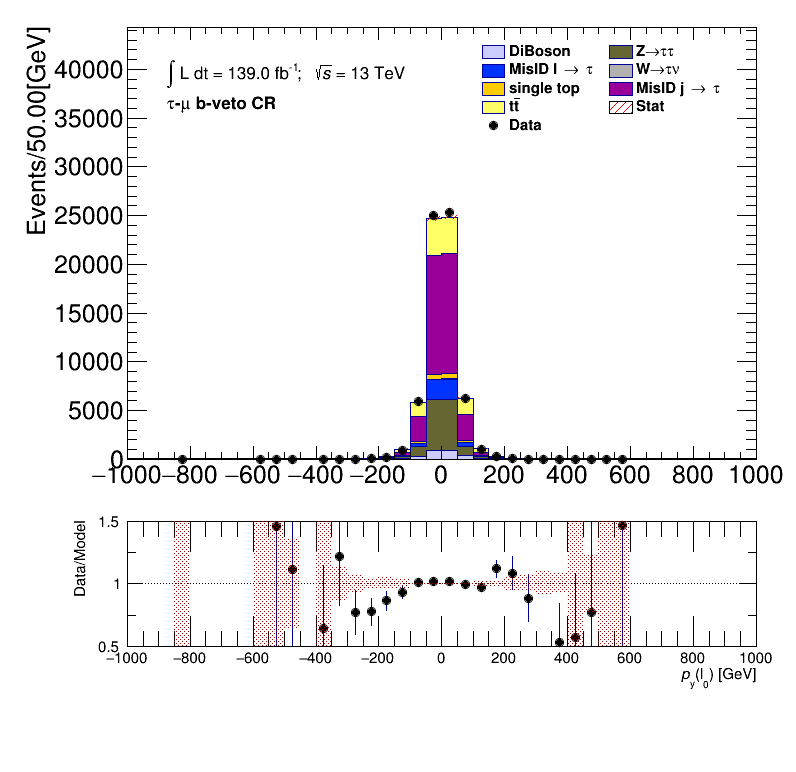 Events/50.00[GeV]
∫ L dt = 139.0 fb⁻¹; √s = 13 TeV
τ-μ b-veto CR
DiBoson
Z→ττ
MisID l → τ
W→τν
single top
MisID j → τ
tt̄
Stat
Data
40000
35000
30000
25000
20000
15000
10000
5000
0
−1000 −800 −600 −400 −200 0 200 400 600 800 1000
Data/Model
1.5
1
0.5
−1000 −800 −600 −400 −200 0 200 400 600 800 1000
p_y(l_0) [GeV]